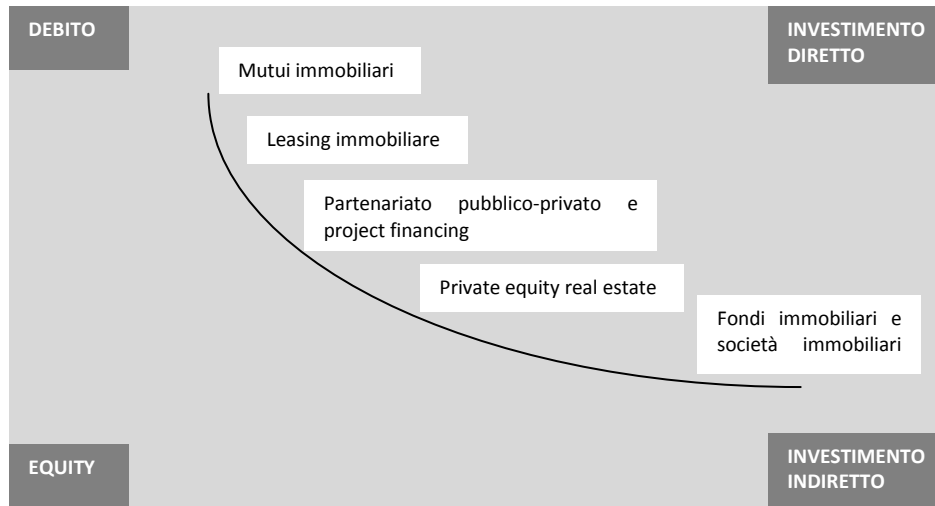 DEBITO
INVESTIMENTO
DIRETTO
Mutui immobiliari
Leasing immobiliare
Partenariato pubblico-privato e
project financing
Private equity real estate
Fondi immobiliari e
società immobiliari
EQUITY
INVESTIMENTO
INDIRETTO